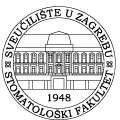 SVEUČILIŠTE U ZAGREBU
1948
STOMATOLOŠKI FAKULTET